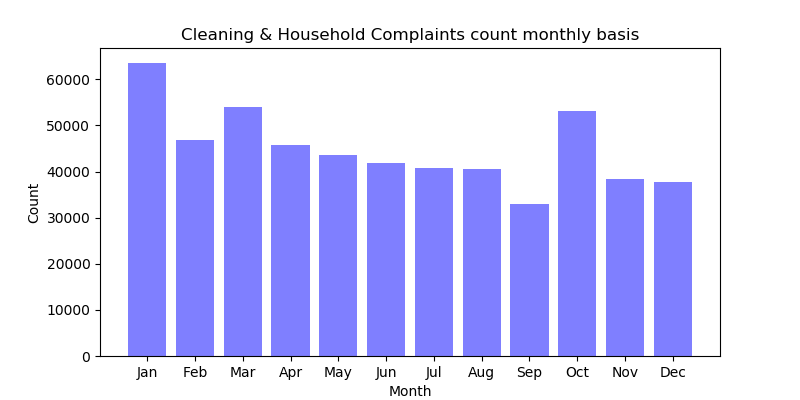 Cleaning & Household Complaints count monthly basis
60000
50000
40000
30000
20000
10000
0
Count
Jan Feb Mar Apr May Jun Jul Aug Sep Oct Nov Dec
Month